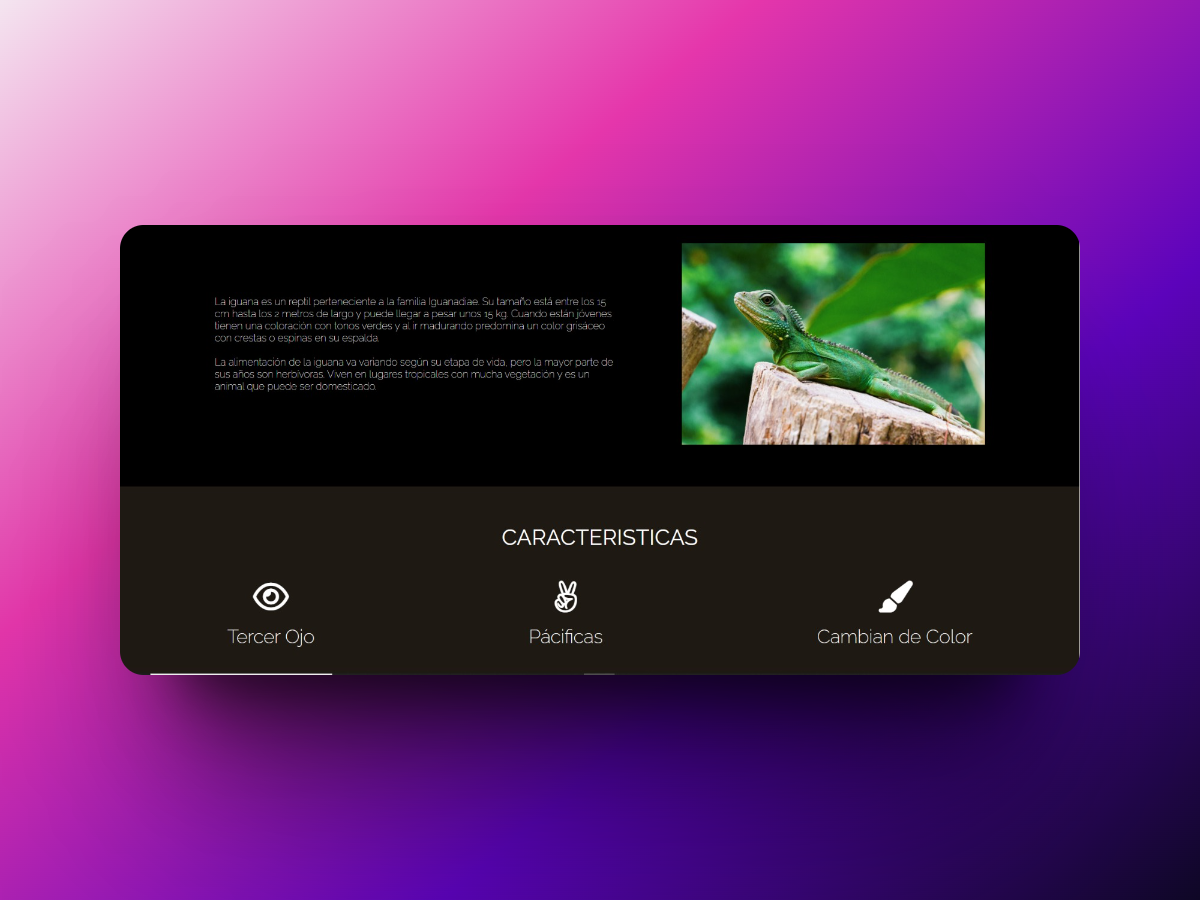 La iguana es un reptil perteneciente a la familia Iguanadiae. Su tamaño está entre los 15
cm hasta los 2 metros de largo y puede llegar a pesar unos 15 kg. Cuando están jóvenes
tienen una coloración con tonos verdes y al ir madurando predomina un color grisáceo
con crestas o espinas en su espalda.
La alimentación de la iguana va variando según su etapa de vida, pero la mayor parte de
sus años son herbívoras. Viven en lugares tropicales con mucha vegetación y es un
animal que puede ser domesticado.
CARACTERISTICAS
Tercer Ojo
Pácificas
Cambian de Color